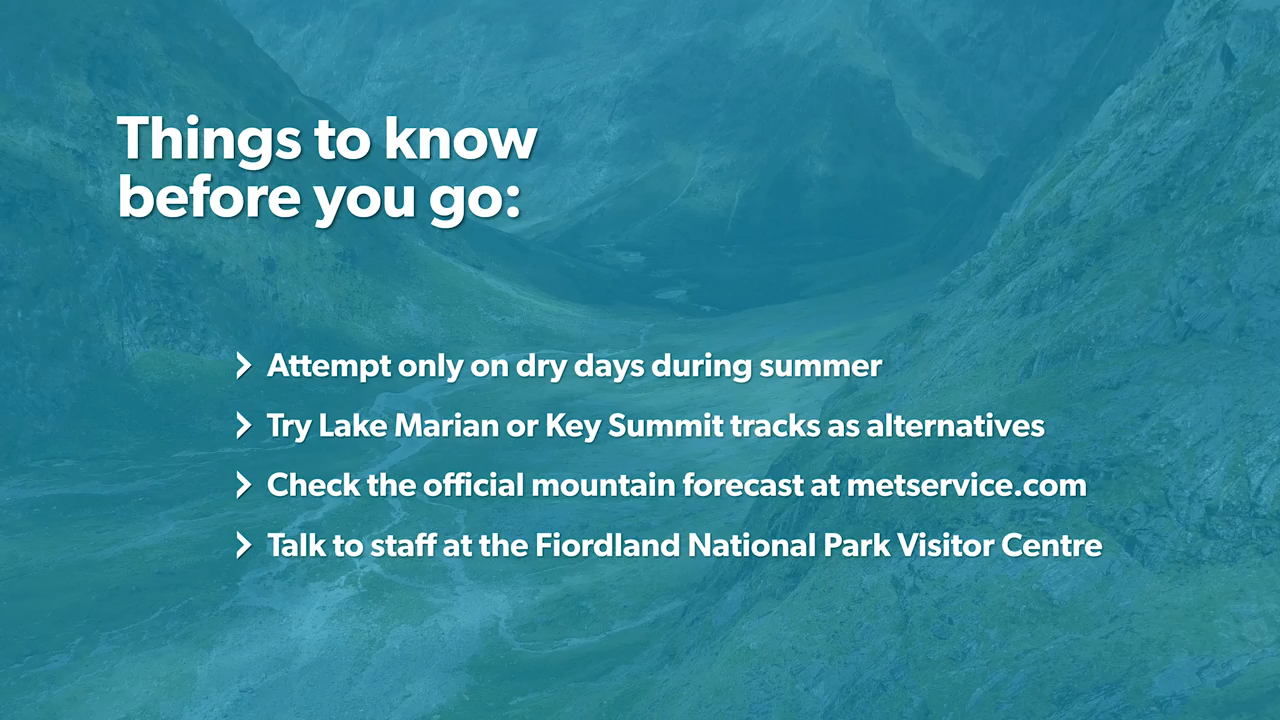 Things to know
before you go:
Attempt only on dry days during summer
Try Lake Marian or Key Summit tracks as alternatives
Check the official mountain forecast at metservice.com
Talk to staff at the Fiordland National Park Visitor Centre